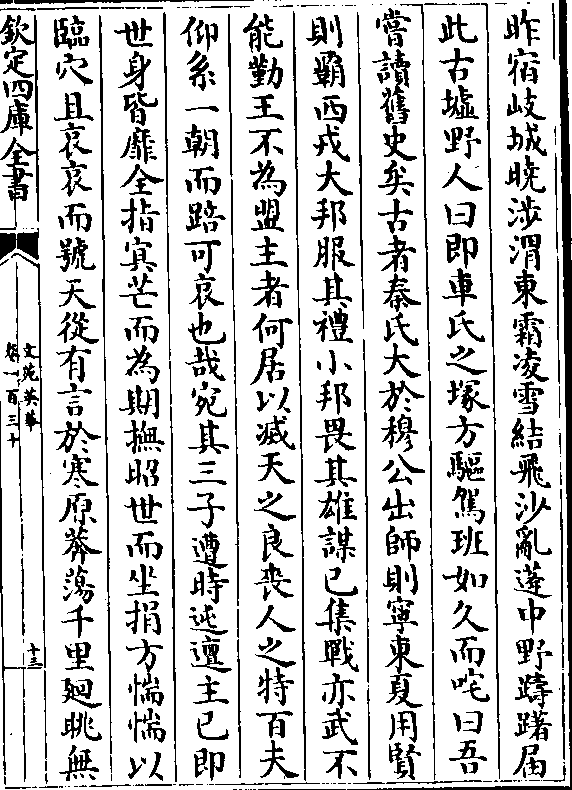 昨宿岐城曉涉渭東霜凌雪結飛沙亂蓬中野躊躇届
此古墟野人曰即車氏之塚方驅駕班如久而咤曰吾
嘗讀舊史矣古者秦氏大於穆公出師則寧東夏用賢
則霸西戎大邦服其禮小邦畏其雄謀已集戰亦武不
能勤王不為盟主者何居以滅天之良喪人之特百夫
仰系一朝而踣可哀也哉宛其三子遭時迍邅主已即
世身皆靡全指寘芒而為期撫昭世而坐捐方惴惴以
臨穴且哀哀而號天從有言於寒原莽蕩千里廻眺無
欽定四庫全書
文苑英華
卷一百三十
十三